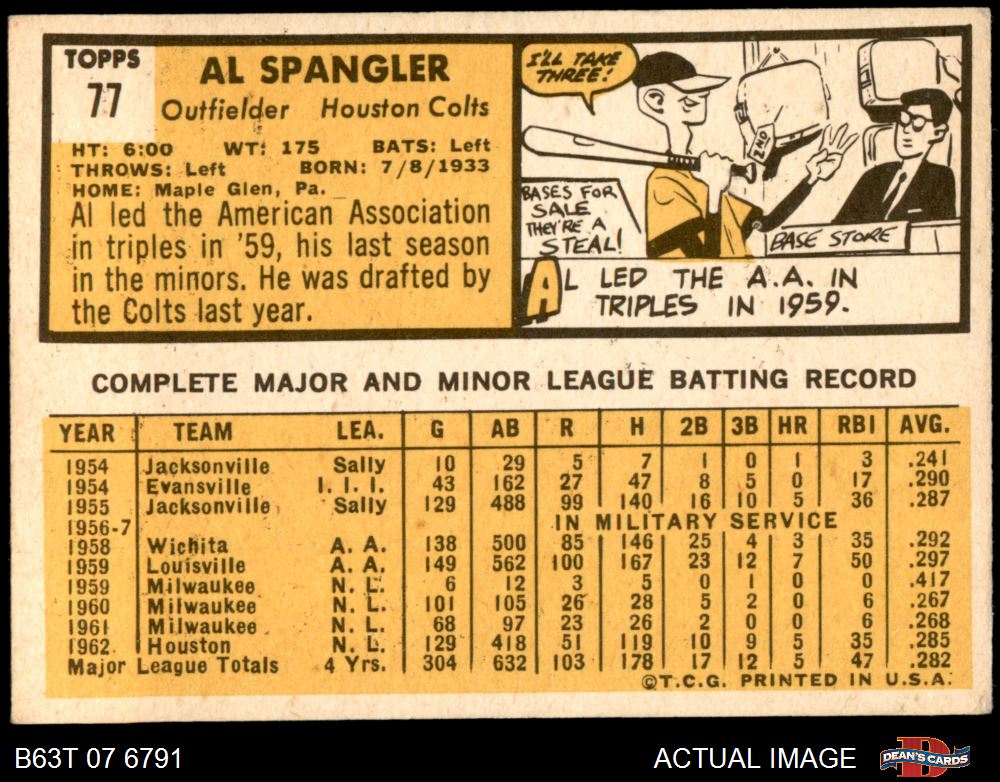 TOPPS
77
AL SPANGLER
Outfielder Houston Colts
HT: 6:00 WT: 175 BATS: Left
THROWS: Left BORN: 7/8/1933
HOME: Maple Glen, Pa.
Al led the American Association
in triples in '59, his last season
in the minors. He was drafted by
the Colts last year.
I'LL TAKE
THREE!
2ND
BASES FOR
SALE
THEY'RE A
STEAL!
BASE STORE
AL LED THE A.A. IN
TRIPLES IN 1959.
COMPLETE MAJOR AND MINOR LEAGUE BATTING RECORD
YEAR TEAM LEA. G AB R H 2B 3B HR RBI AVG.
1954 Jacksonville Sally 10 29 5 7 1 0 1 3 .241
1954 Evansville I. I. I. 43 162 27 47 8 5 0 17 .290
1955 Jacksonville Sally 129 488 99 140 16 10 5 36 .287
1956-7 IN MILITARY SERVICE
1958 Wichita A. A. 138 500 85 146 25 4 3 35 .292
1959 Louisville A. A. 149 562 100 167 23 12 7 50 .297
1959 Milwaukee N. L. 6 12 3 5 0 1 0 0 .417
1960 Milwaukee N. L. 101 105 26 28 5 2 0 6 .267
1961 Milwaukee N. L. 68 97 23 26 2 0 0 6 .268
1962 Houston N. L. 129 418 51 119 10 9 5 35 .285
Major League Totals 4 Yrs. 304 632 103 178 17 12 5 47 .282
©T.C.G. PRINTED IN U.S.A.
B63T 07 6791 ACTUAL IMAGE DEAN'S CARDS